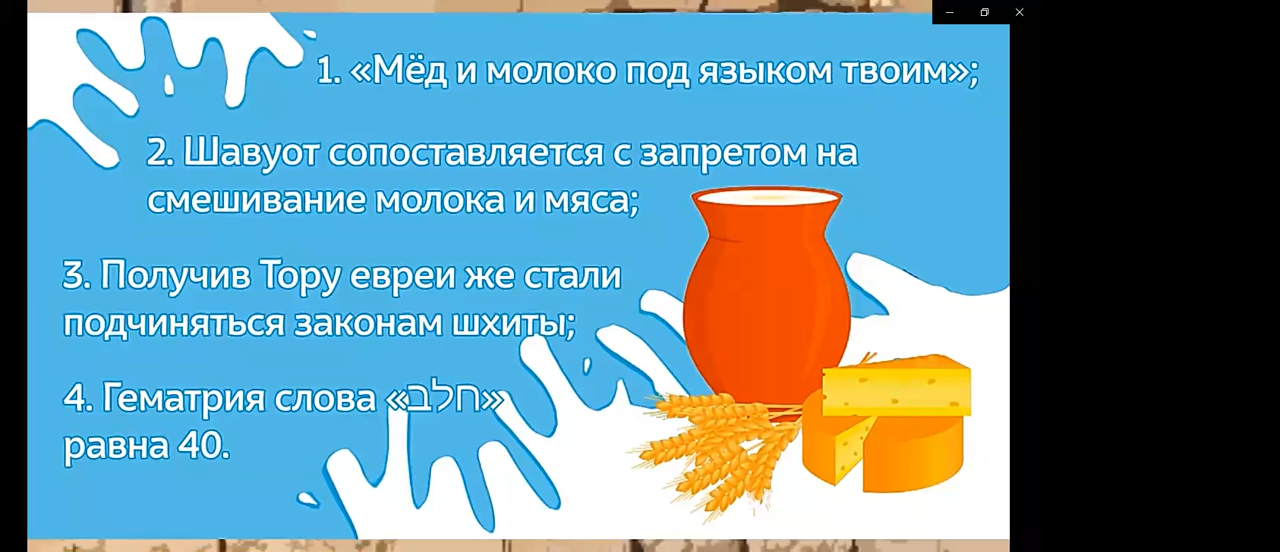 1. «Мёд и молоко под языком твоим»;
2. Шавуот сопоставляется с запретом на
смешивание молока и мяса;
3. Получив Тору евреи же стали
подчиняться законам шхиты;
4. Гематрия слова «חלב»
равна 40.